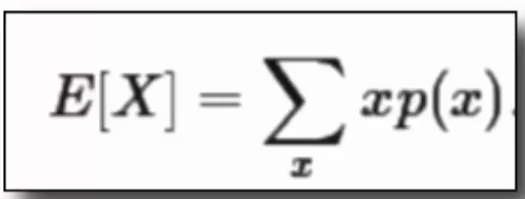 E[X] = ∑ₓ xp(x).